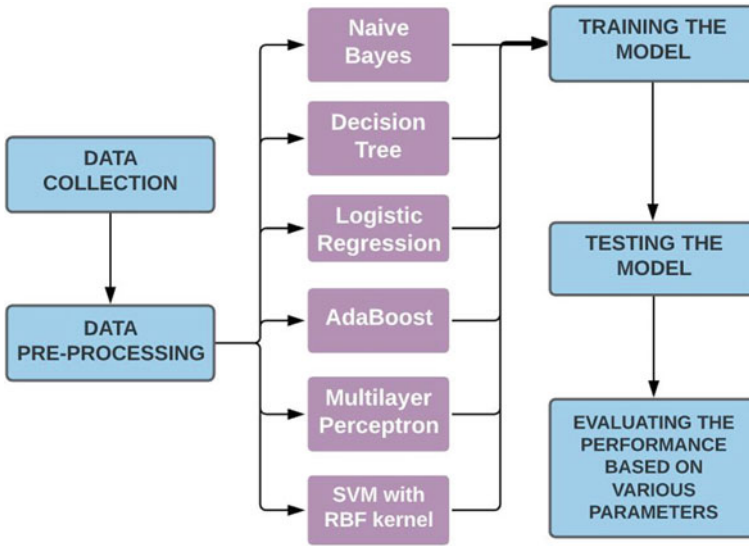 DATA
COLLECTION
DATA
PRE-PROCESSING
Naive
Bayes
Decision
Tree
Logistic
Regression
AdaBoost
Multilayer
Perceptron
SVM with
RBF kernel
TRAINING THE
MODEL
TESTING THE
MODEL
EVALUATING THE
PERFORMANCE
BASED ON
VARIOUS
PARAMETERS